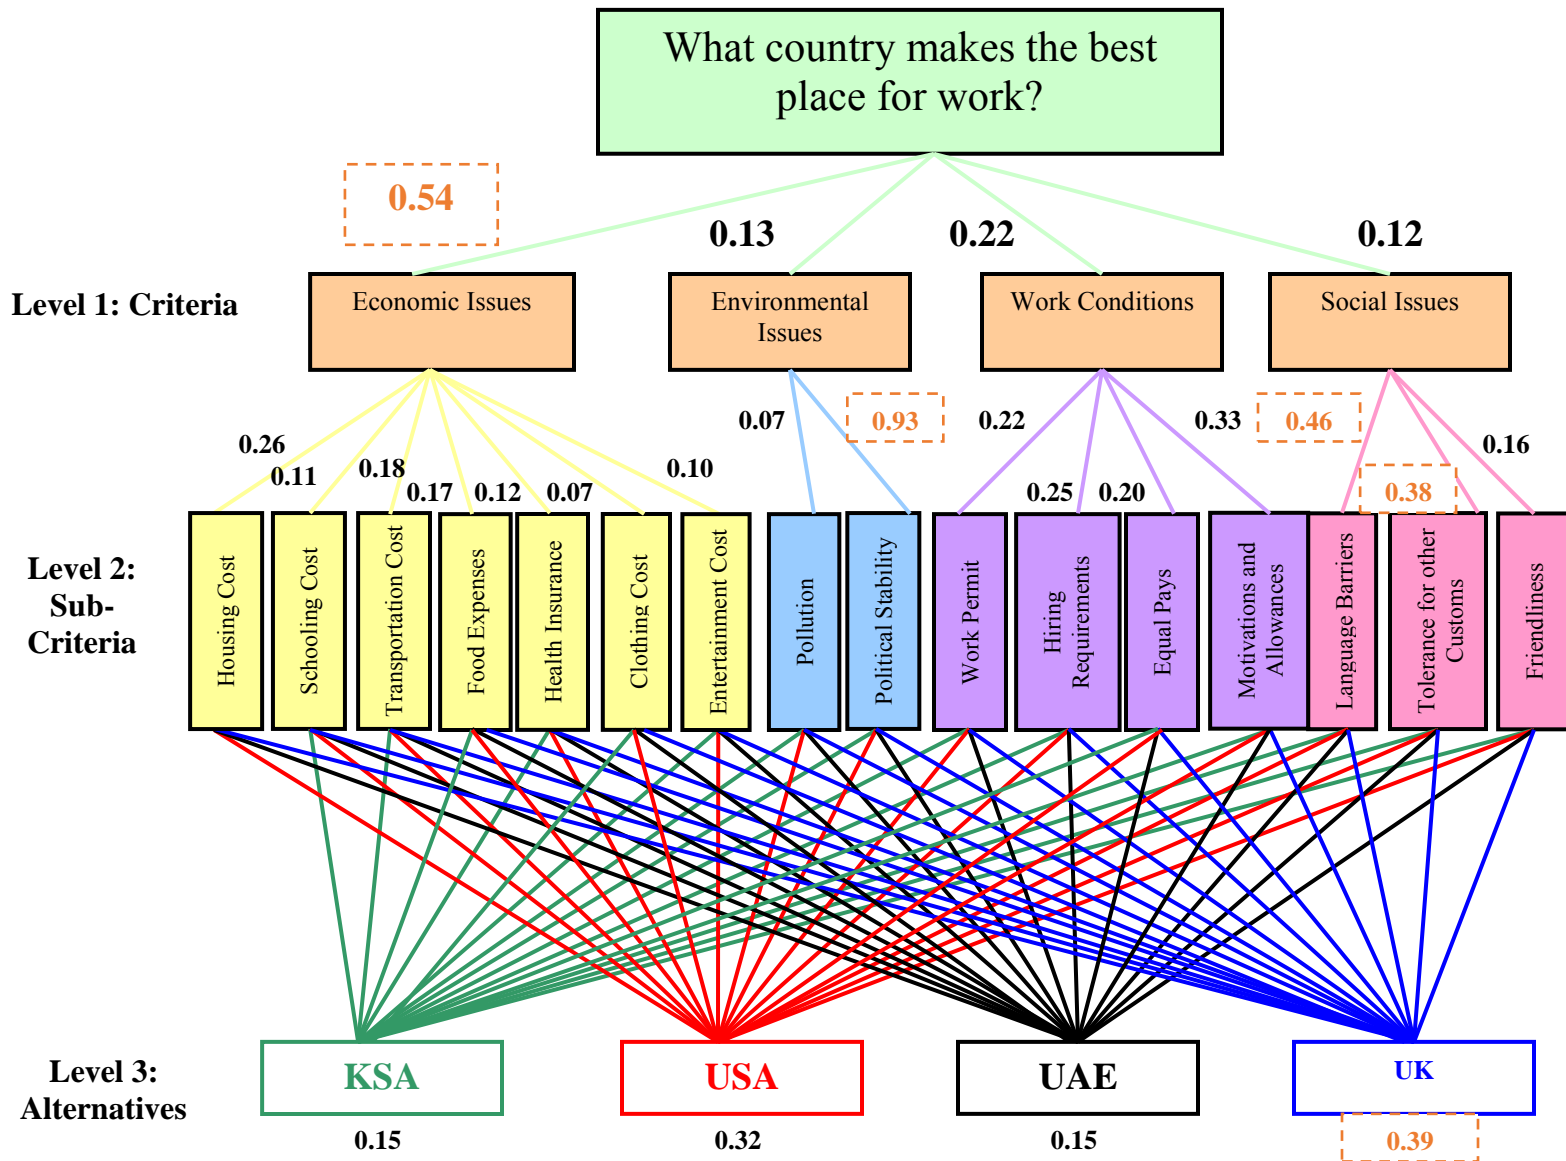 What country makes the best
place for work?
0.54
0.13
0.22
0.12
Level 1: Criteria
Economic Issues
Environmental
Issues
Work Conditions
Social Issues
0.26
0.11
0.18
0.17
0.12
0.07
0.10
0.07
0.93
0.22
0.25
0.20
0.33
0.46
0.38
0.16
Level 2:
Sub-
Criteria
Housing Cost
Schooling Cost
Transportation Cost
Food Expenses
Health Insurance
Clothing Cost
Entertainment Cost
Pollution
Political Stability
Work Permit
Hiring
Requirements
Equal Pays
Motivations and
Allowances
Language Barriers
Tolerance for other
Customs
Friendliness
Level 3:
Alternatives
KSA
USA
UAE
UK
0.15
0.32
0.15
0.39